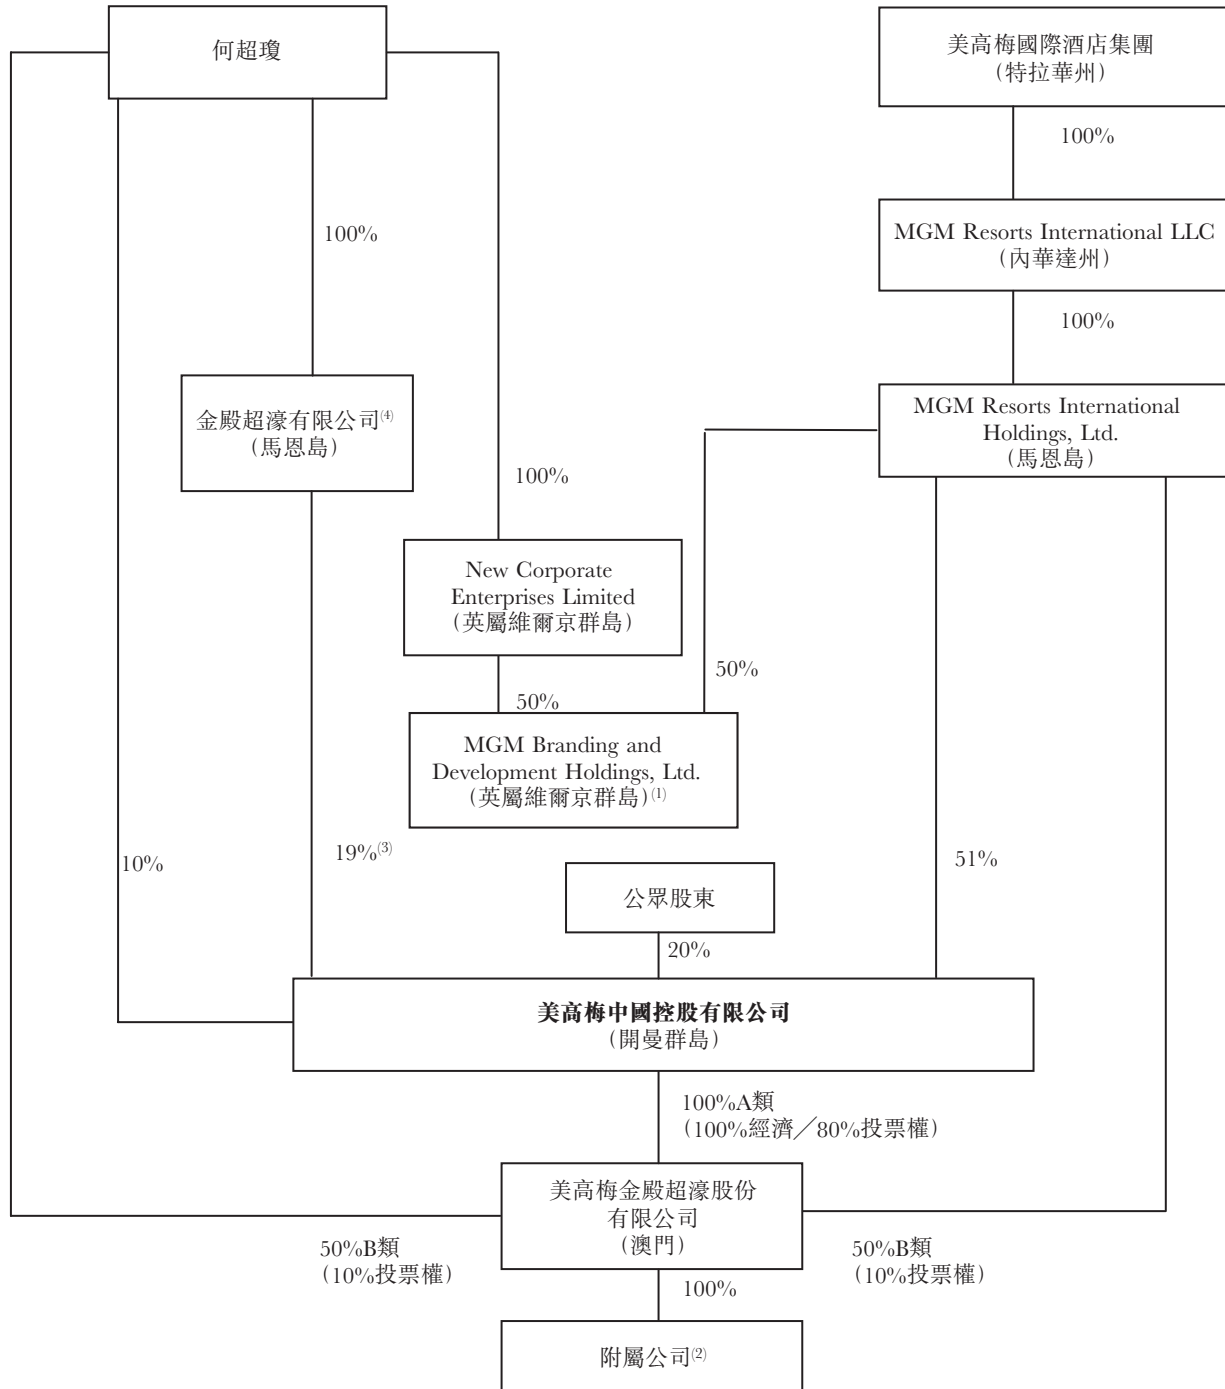 何超瓊
美高梅國際酒店集團
(特拉華州)
100%
MGM Resorts International LLC
(內華達州)
100%
100%
金殿超濠有限公司(4)
(馬恩島)
MGM Resorts International
Holdings, Ltd.
(馬恩島)
100%
New Corporate
Enterprises Limited
(英屬維爾京群島)
50%
50%
MGM Branding and
Development Holdings, Ltd.
(英屬維爾京群島)(1)
10%
19%(3)
51%
公眾股東
20%
美高梅中國控股有限公司
(開曼群島)
100%A類
(100%經濟／80%投票權)
美高梅金殿超濠股份
有限公司
(澳門)
50%B類
(10%投票權)
50%B類
(10%投票權)
100%
附屬公司(2)